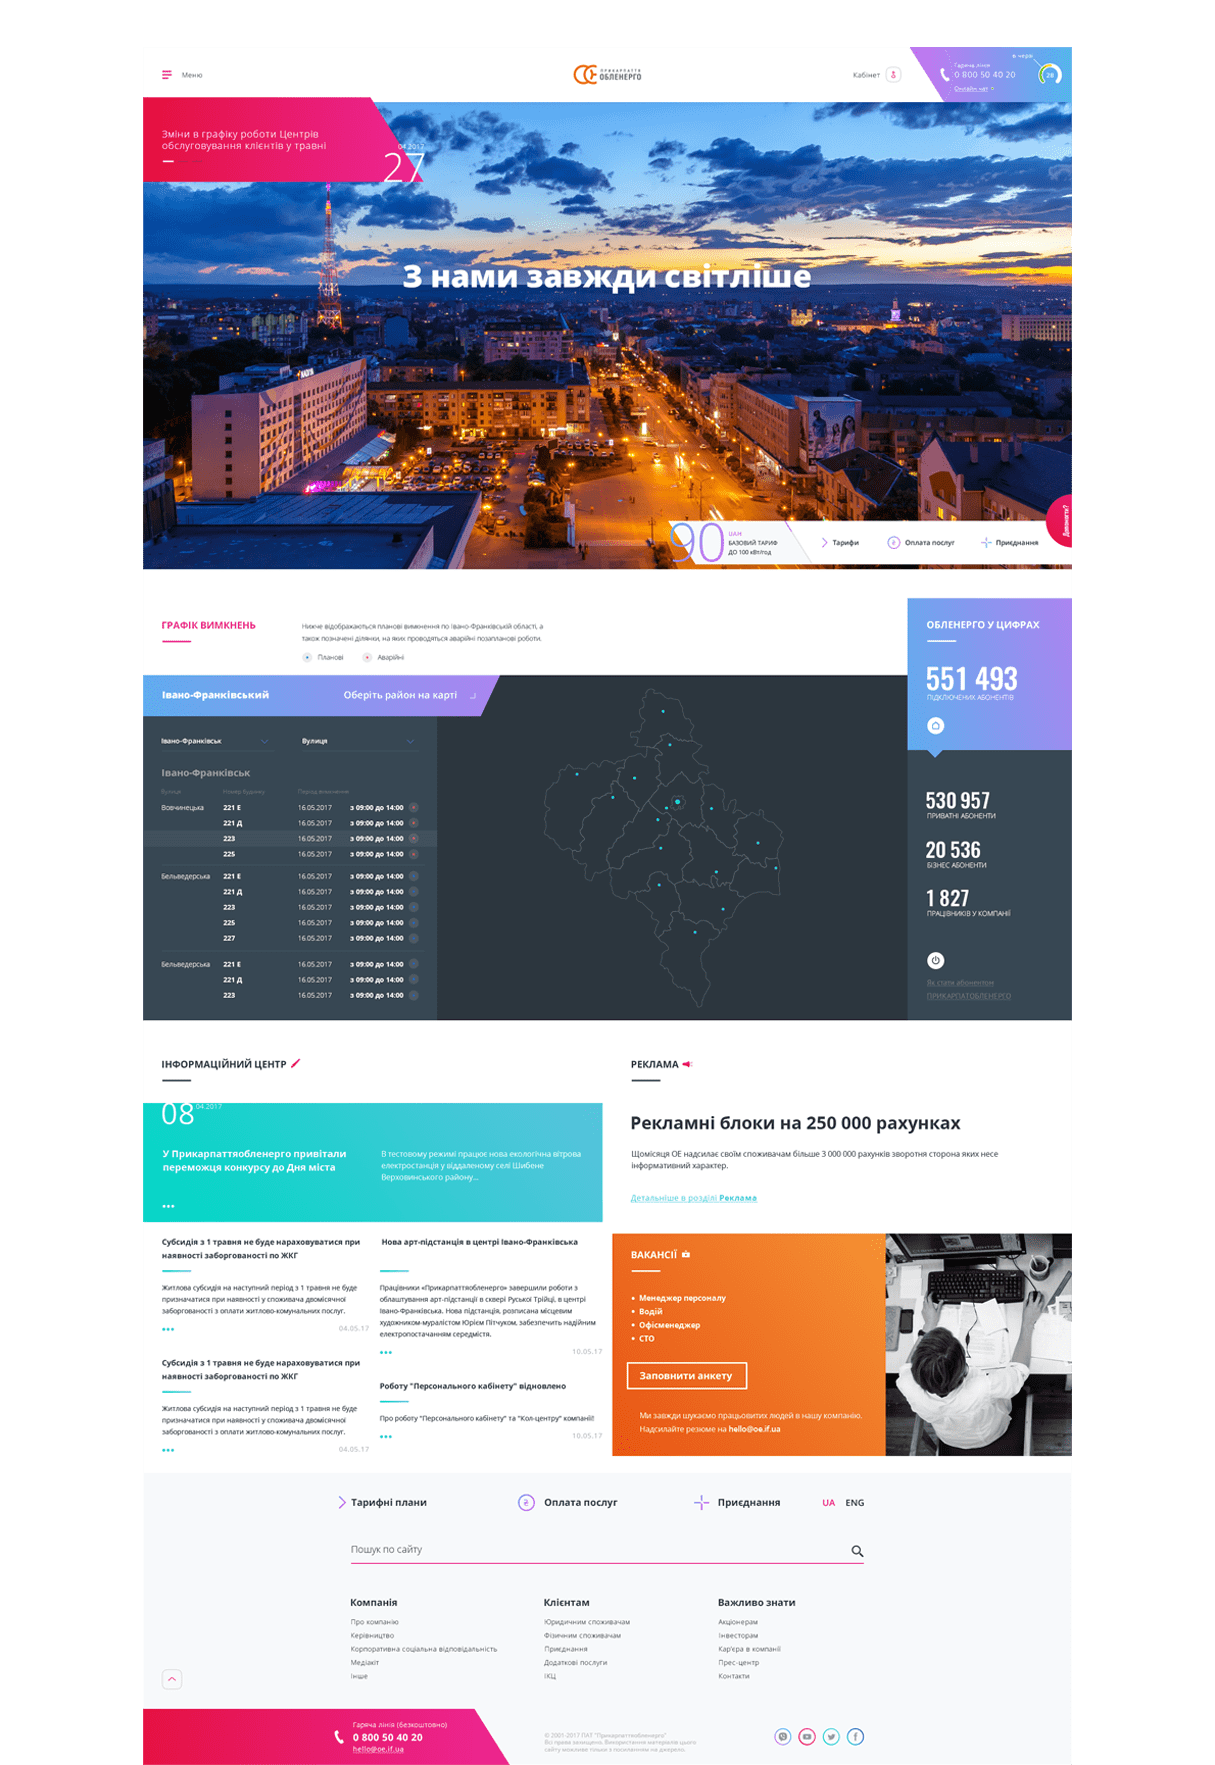 Меню
ПРИКАРПАТТЯ
ОБЛЕНЕРГО
Кабінет
Гаряча лінія
0 800 50 40 20
Онлайн чат
в черзі
28
Зміни в графіку роботи Центрів
обслуговування клієнтів у травні
04.2017
27
З нами завжди світліше
90
UAH
БАЗОВИЙ ТАРИФ
ДО 100 кВт/год
Тарифи
Оплата послуг
Приєднання
Допомогти?
ГРАФІК ВИМКНЕНЬ
Нижче відображаються планові вимкнення по Івано-Франківській області, а
також позначені ділянки, на яких проводяться аварійні позапланові роботи.
Планові
Аварійні
Івано-Франківський
Оберіть район на карті
Івано-Франківськ
Вулиця
Івано-Франківськ
Вулиця Номер будинку Період вимкнення
Вовчинецька 221 Е 16.05.2017 з 09:00 до 14:00
221 Д 16.05.2017 з 09:00 до 14:00
223 16.05.2017 з 09:00 до 14:00
225 16.05.2017 з 09:00 до 14:00
Бельведерська 221 Е 16.05.2017 з 09:00 до 14:00
221 Д 16.05.2017 з 09:00 до 14:00
223 16.05.2017 з 09:00 до 14:00
225 16.05.2017 з 09:00 до 14:00
227 16.05.2017 з 09:00 до 14:00
Бельведерська 221 Е 16.05.2017 з 09:00 до 14:00
221 Д 16.05.2017 з 09:00 до 14:00
223 16.05.2017 з 09:00 до 14:00
ОБЛЕНЕРГО У ЦИФРАХ
551 493
ПІДКЛЮЧЕНИХ АБОНЕНТІВ
530 957
ПРИВАТНІ АБОНЕНТИ
20 536
БІЗНЕС АБОНЕНТИ
1 827
ПРАЦІВНИКІВ У КОМПАНІЇ
Як стати абонентом
ПРИКАРПАТОБЛЕНЕРГО
ІНФОРМАЦІЙНИЙ ЦЕНТР
08
04.2017
У Прикарпаттяобленерго привітали
переможця конкурсу до Дня міста
В тестовому режимі працює нова екологічна вітрова
електростанція у віддаленому селі Шибене
Верховинського району...
Субсидія з 1 травня не буде нараховуватися при
наявності заборгованості по ЖКГ
Житлова субсидія на наступний період з 1 травня не буде
призначатися при наявності у споживача двомісячної
заборгованості з оплати житлово-комунальних послуг.
04.05.17
Субсидія з 1 травня не буде нараховуватися при
наявності заборгованості по ЖКГ
Житлова субсидія на наступний період з 1 травня не буде
призначатися при наявності у споживача двомісячної
заборгованості з оплати житлово-комунальних послуг.
04.05.17
Нова арт-підстанція в центрі Івано-Франківська
Працівники «Прикарпаттяобленерго» завершили роботи з
облаштування арт-підстанції в сквері Руської Трійці, в центрі
Івано-Франківська. Нова підстанція, розписана місцевим
художником-муралістом Юрієм Пітчуком, забезпечить надійним
електропостачанням середмістя.
10.05.17
Роботу "Персонального кабінету" відновлено
Про роботу "Персонального кабінету" та "Кол-центру" компанії!
10.05.17
РЕКЛАМА
Рекламні блоки на 250 000 рахунках
Щомісяця ОЕ надсилає своїм споживачам більше 3 000 000 рахунків зворотня сторона яких несе
інформативний характер.
Детальніше в розділі Реклама
ВАКАНСІЇ
Менеджер персоналу
Водій
Офісменеджер
СТО
Заповнити анкету
Ми завжди шукаємо працьовитих людей в нашу компанію.
Надсилайте резюме на hello@oe.if.ua
Тарифні плани
Оплата послуг
Приєднання
UA ENG
Пошук по сайту
Компанія
Про компанію
Керівництво
Корпоративна соціальна відповідальність
Медіакіт
Інше
Клієнтам
Юридичним споживачам
Фізичним споживачам
Приєднання
Додаткові послуги
ІКЦ
Важливо знати
Акціонерам
Інвесторам
Кар'єра в компанії
Прес-центр
Контакти
Гаряча лінія (безкоштовно)
0 800 50 40 20
hello@oe.if.ua
© 2001-2017 ПАТ "Прикарпаттяобленерго"
Всі права захищено. Використання матеріалів цього
сайту можливе тільки з посиланням на джерело.